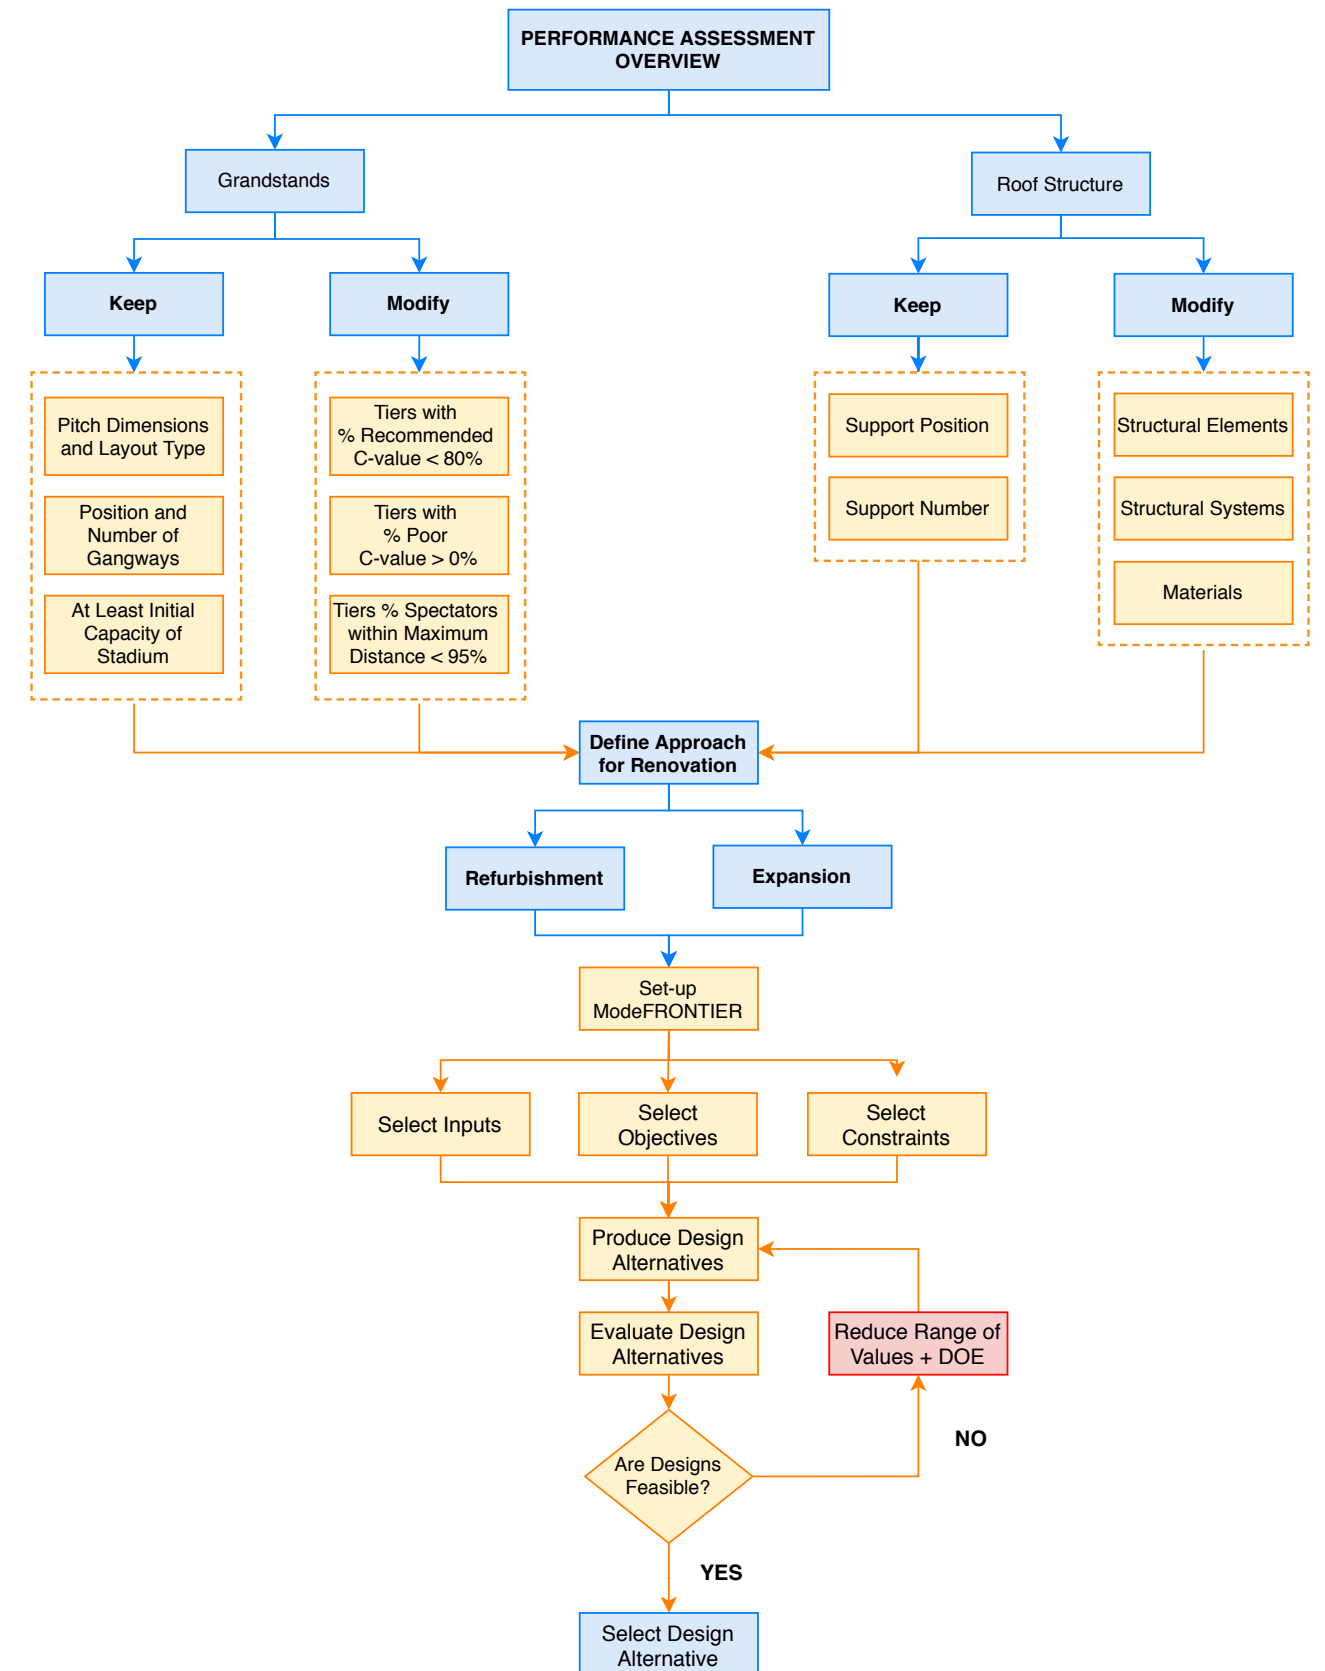 PERFORMANCE ASSESSMENT
OVERVIEW
Grandstands
Roof Structure
Keep
Modify
Keep
Modify
Pitch Dimensions
and Layout Type
Position and
Number of
Gangways
At Least Initial
Capacity of
Stadium
Tiers with
% Recommended
C-value < 80%
Tiers with
% Poor
C-value > 0%
Tiers % Spectators
within Maximum
Distance < 95%
Support Position
Support Number
Structural Elements
Structural Systems
Materials
Define Approach
for Renovation
Refurbishment
Expansion
Set-up
ModeFRONTIER
Select Inputs
Select
Objectives
Select
Constraints
Produce Design
Alternatives
Evaluate Design
Alternatives
Reduce Range of
Values + DOE
Are Designs
Feasible?
NO
YES
Select Design
Alternative